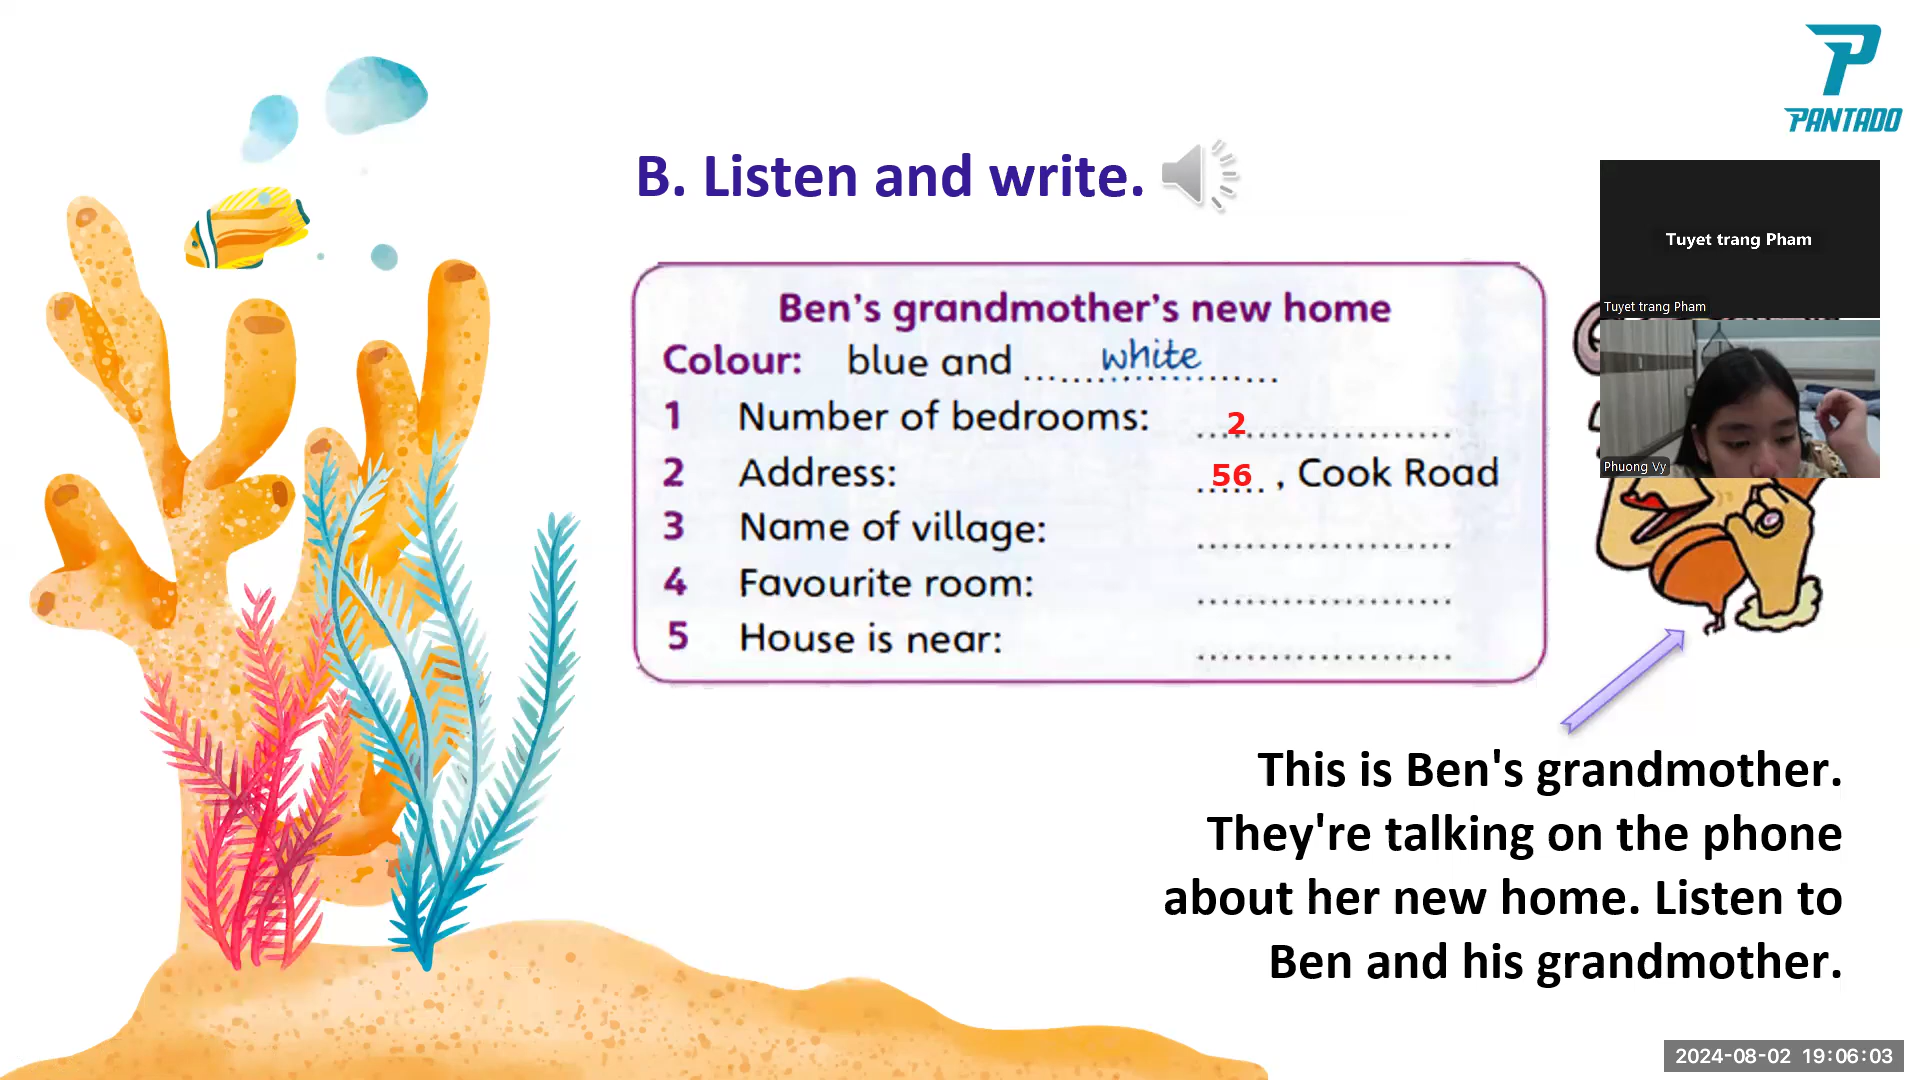 PANTADO
B. Listen and write.
Tuyet trang Pham
Tuyet trang Pham
Phuong Vy
Ben's grandmother's new home
Colour: blue and white
1 Number of bedrooms: 2
2 Address: 56, Cook Road
3 Name of village:
4 Favourite room:
5 House is near:
This is Ben's grandmother.
They're talking on the phone
about her new home. Listen to
Ben and his grandmother.
2024-08-02 19:06:03